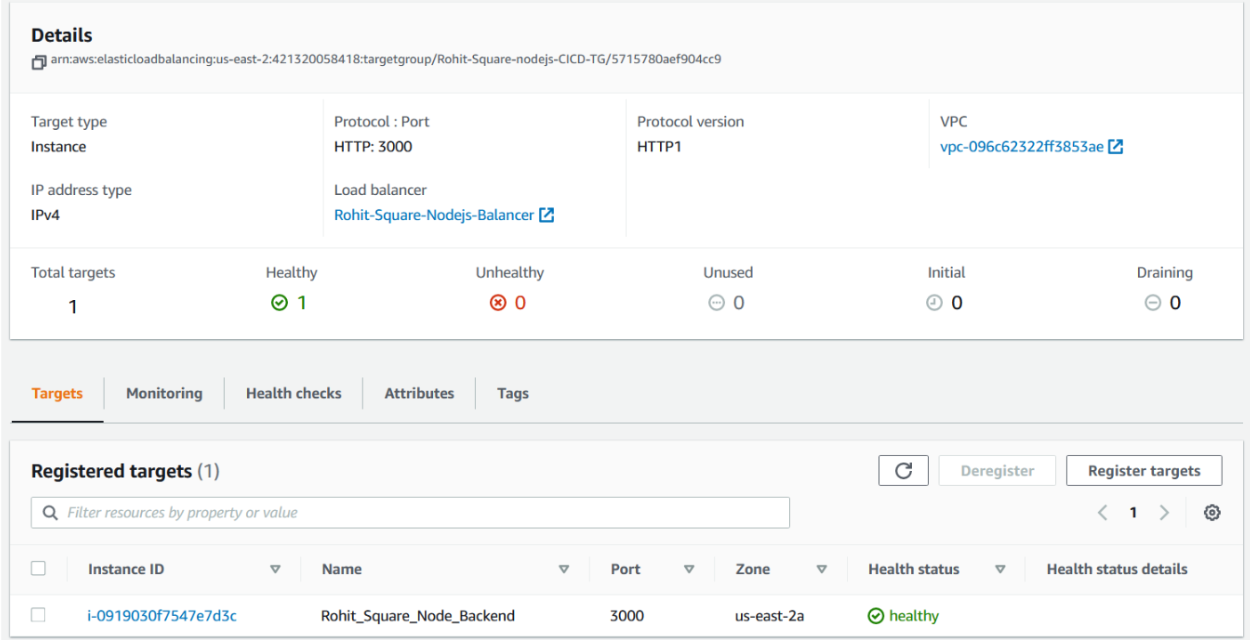 Details
arn:aws:elasticloadbalancing:us-east-2:421320058418:targetgroup/Rohit-Square-nodejs-CICD-TG/5715780aef904cc9
Target type Protocol : Port Protocol version VPC
Instance HTTP: 3000 HTTP1 vpc-096c62322ff3853ae
IP address type Load balancer
IPv4 Rohit-Square-Nodejs-Balancer
Total targets Healthy Unhealthy Unused Initial Draining
1 1 0 0 0 0
Targets Monitoring Health checks Attributes Tags
Registered targets (1) Deregister Register targets
Filter resources by property or value 1
Instance ID Name Port Zone Health status Health status details
i-0919030f7547e7d3c Rohit_Square_Node_Backend 3000 us-east-2a healthy